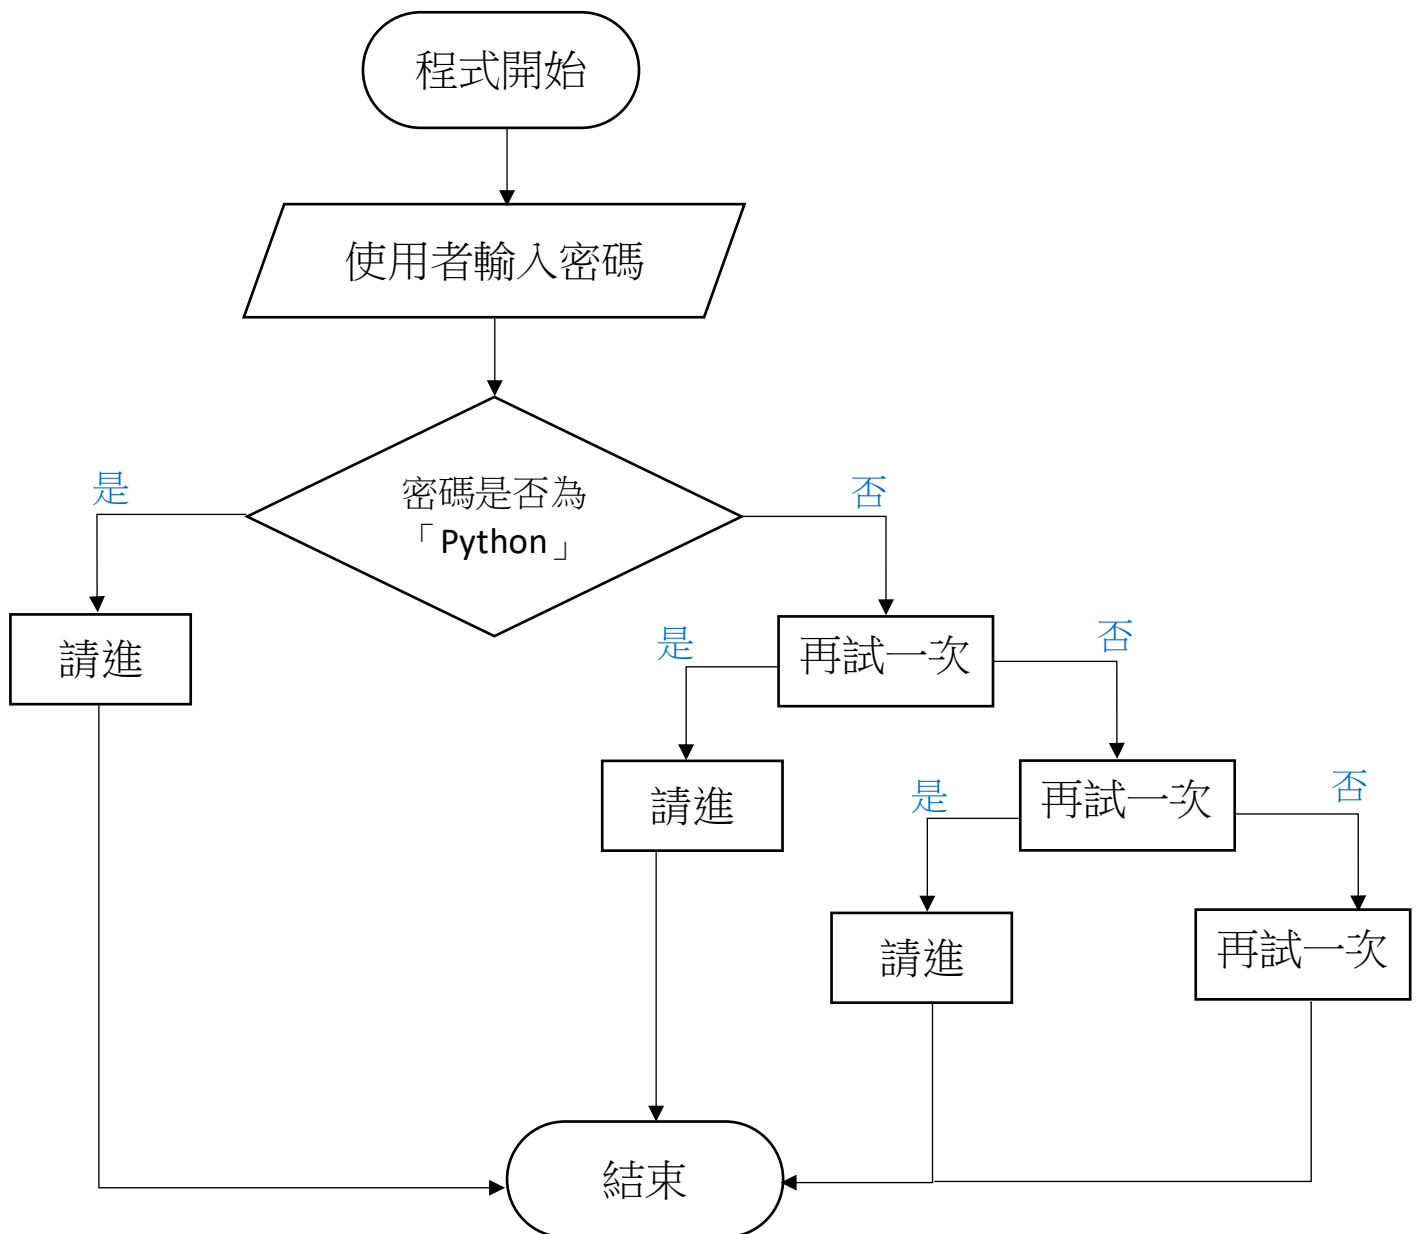 程式開始
使用者輸入密碼
密碼是否為
「Python」
是
否
請進
再試一次
是
否
請進
再試一次
是
否
請進
再試一次
結束